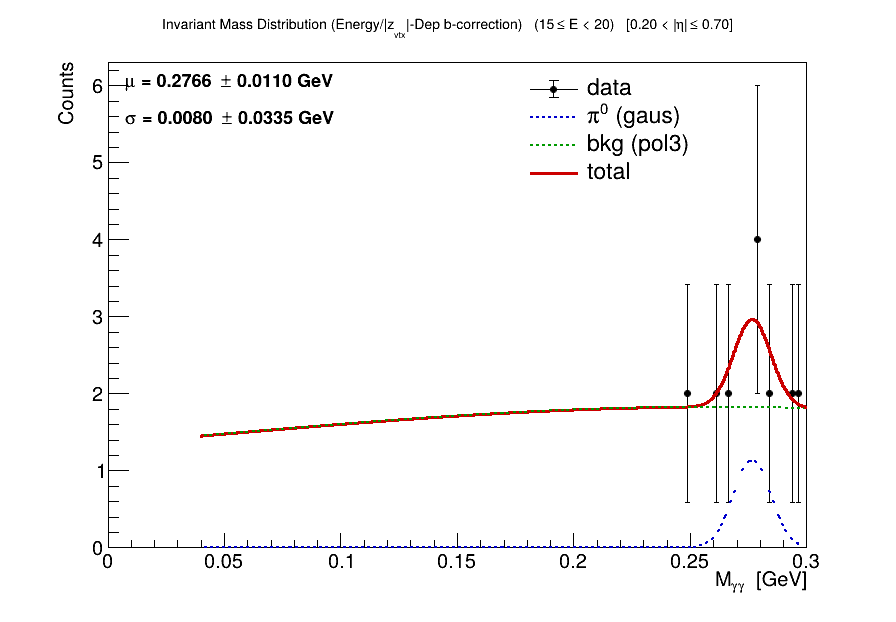 Invariant Mass Distribution (Energy/|z_vtx|-Dep b-correction) (15 ≤ E < 20) [0.20 < |η| ≤ 0.70]
μ = 0.2766 ± 0.0110 GeV
σ = 0.0080 ± 0.0335 GeV
data
π⁰ (gaus)
bkg (pol3)
total
Counts
6
5
4
3
2
1
0
0 0.05 0.1 0.15 0.2 0.25 0.3
M_γγ [GeV]